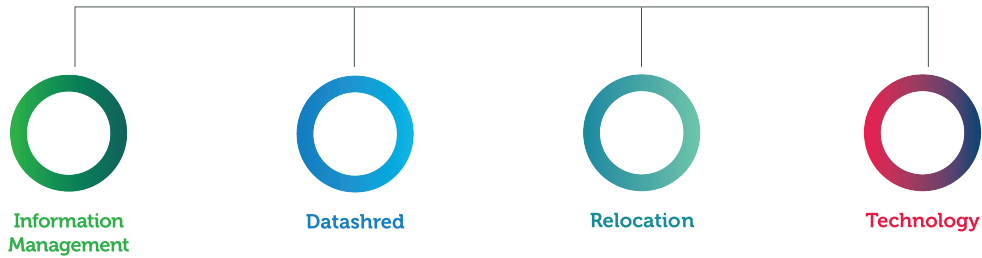 Information
Management
Datashred
Relocation
Technology